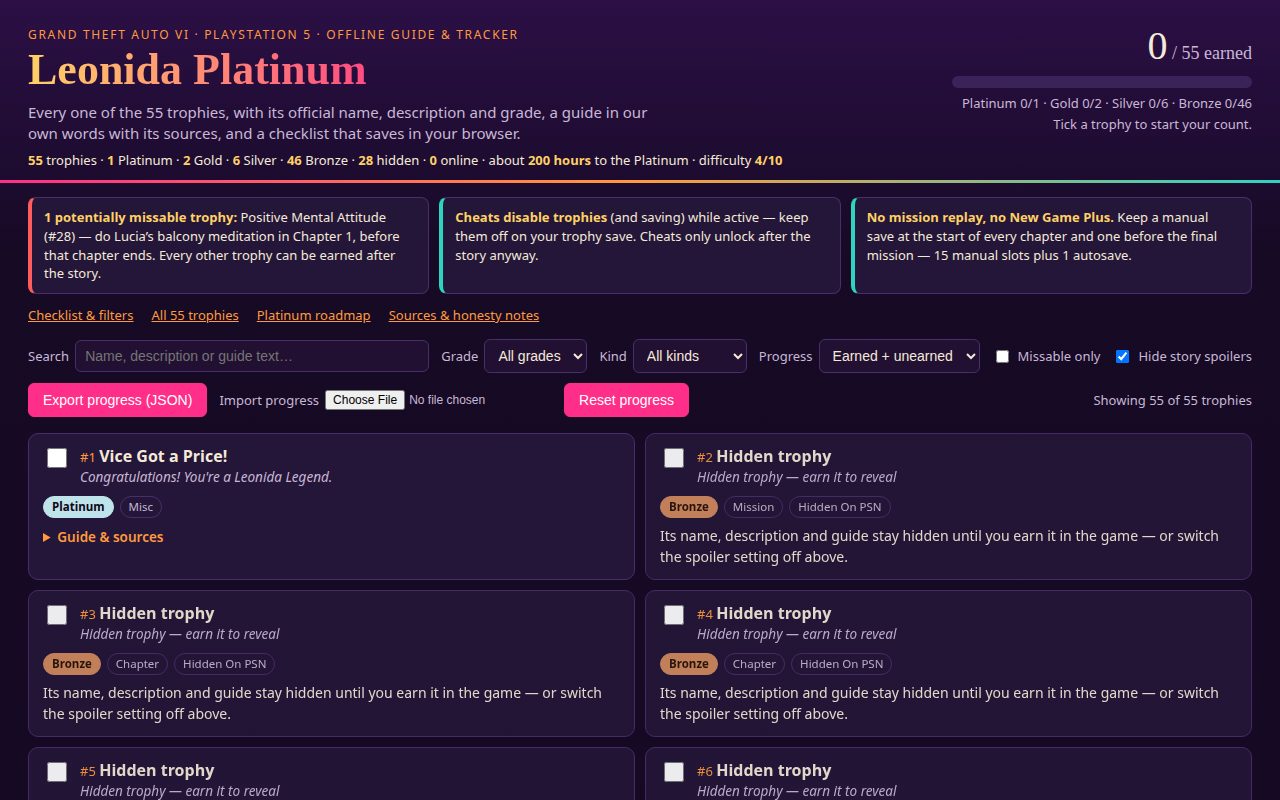 GRAND THEFT AUTO VI · PLAYSTATION 5 · OFFLINE GUIDE & TRACKER
Leonida Platinum
Every one of the 55 trophies, with its official name, description and grade, a guide in our
own words with its sources, and a checklist that saves in your browser.
55 trophies · 1 Platinum · 2 Gold · 6 Silver · 46 Bronze · 28 hidden · 0 online · about 200 hours to the Platinum · difficulty 4/10
0 / 55 earned
Platinum 0/1 · Gold 0/2 · Silver 0/6 · Bronze 0/46
Tick a trophy to start your count.
1 potentially missable trophy: Positive Mental Attitude
(#28) — do Lucia’s balcony meditation in Chapter 1, before
that chapter ends. Every other trophy can be earned after
the story.
Cheats disable trophies (and saving) while active — keep
them off on your trophy save. Cheats only unlock after the
story anyway.
No mission replay, no New Game Plus. Keep a manual
save at the start of every chapter and one before the final
mission — 15 manual slots plus 1 autosave.
Checklist & filters All 55 trophies Platinum roadmap Sources & honesty notes
Search Name, description or guide text… Grade All grades Kind All kinds Progress Earned + unearned Missable only Hide story spoilers
Export progress (JSON) Import progress Choose File No file chosen Reset progress Showing 55 of 55 trophies
#1 Vice Got a Price!
Congratulations! You're a Leonida Legend.
Platinum Misc
Guide & sources
#2 Hidden trophy
Hidden trophy — earn it to reveal
Bronze Mission Hidden On PSN
Its name, description and guide stay hidden until you earn it in the game — or switch
the spoiler setting off above.
#3 Hidden trophy
Hidden trophy — earn it to reveal
Bronze Chapter Hidden On PSN
Its name, description and guide stay hidden until you earn it in the game — or switch
the spoiler setting off above.
#4 Hidden trophy
Hidden trophy — earn it to reveal
Bronze Chapter Hidden On PSN
Its name, description and guide stay hidden until you earn it in the game — or switch
the spoiler setting off above.
#5 Hidden trophy
Hidden trophy — earn it to reveal
#6 Hidden trophy
Hidden trophy — earn it to reveal